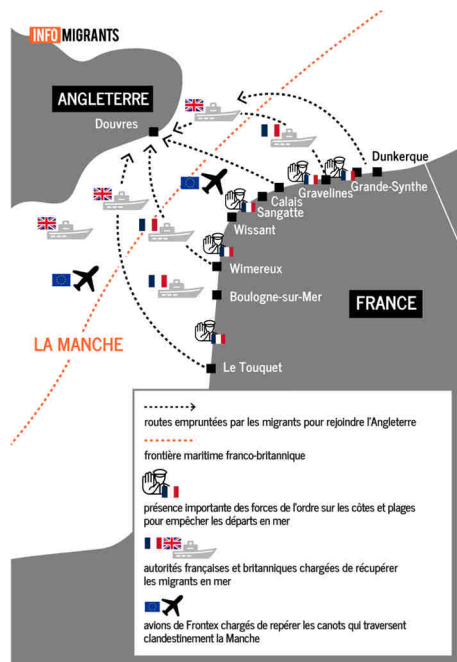 INFOMIGRANTS
ANGLETERRE
Douvres
Dunkerque
Grande-Synthe
Gravelines
Calais
Sangatte
Wissant
Wimereux
Boulogne-sur-Mer
FRANCE
LA MANCHE
Le Touquet
routes empruntées par les migrants pour rejoindre l'Angleterre
frontière maritime franco-britannique
présence importante des forces de l'ordre sur les côtes et plages
pour empêcher les départs en mer
autorités françaises et britanniques chargées de récupérer
les migrants en mer
avions de Frontex chargés de repérer les canots qui traversent
clandestinement la Manche